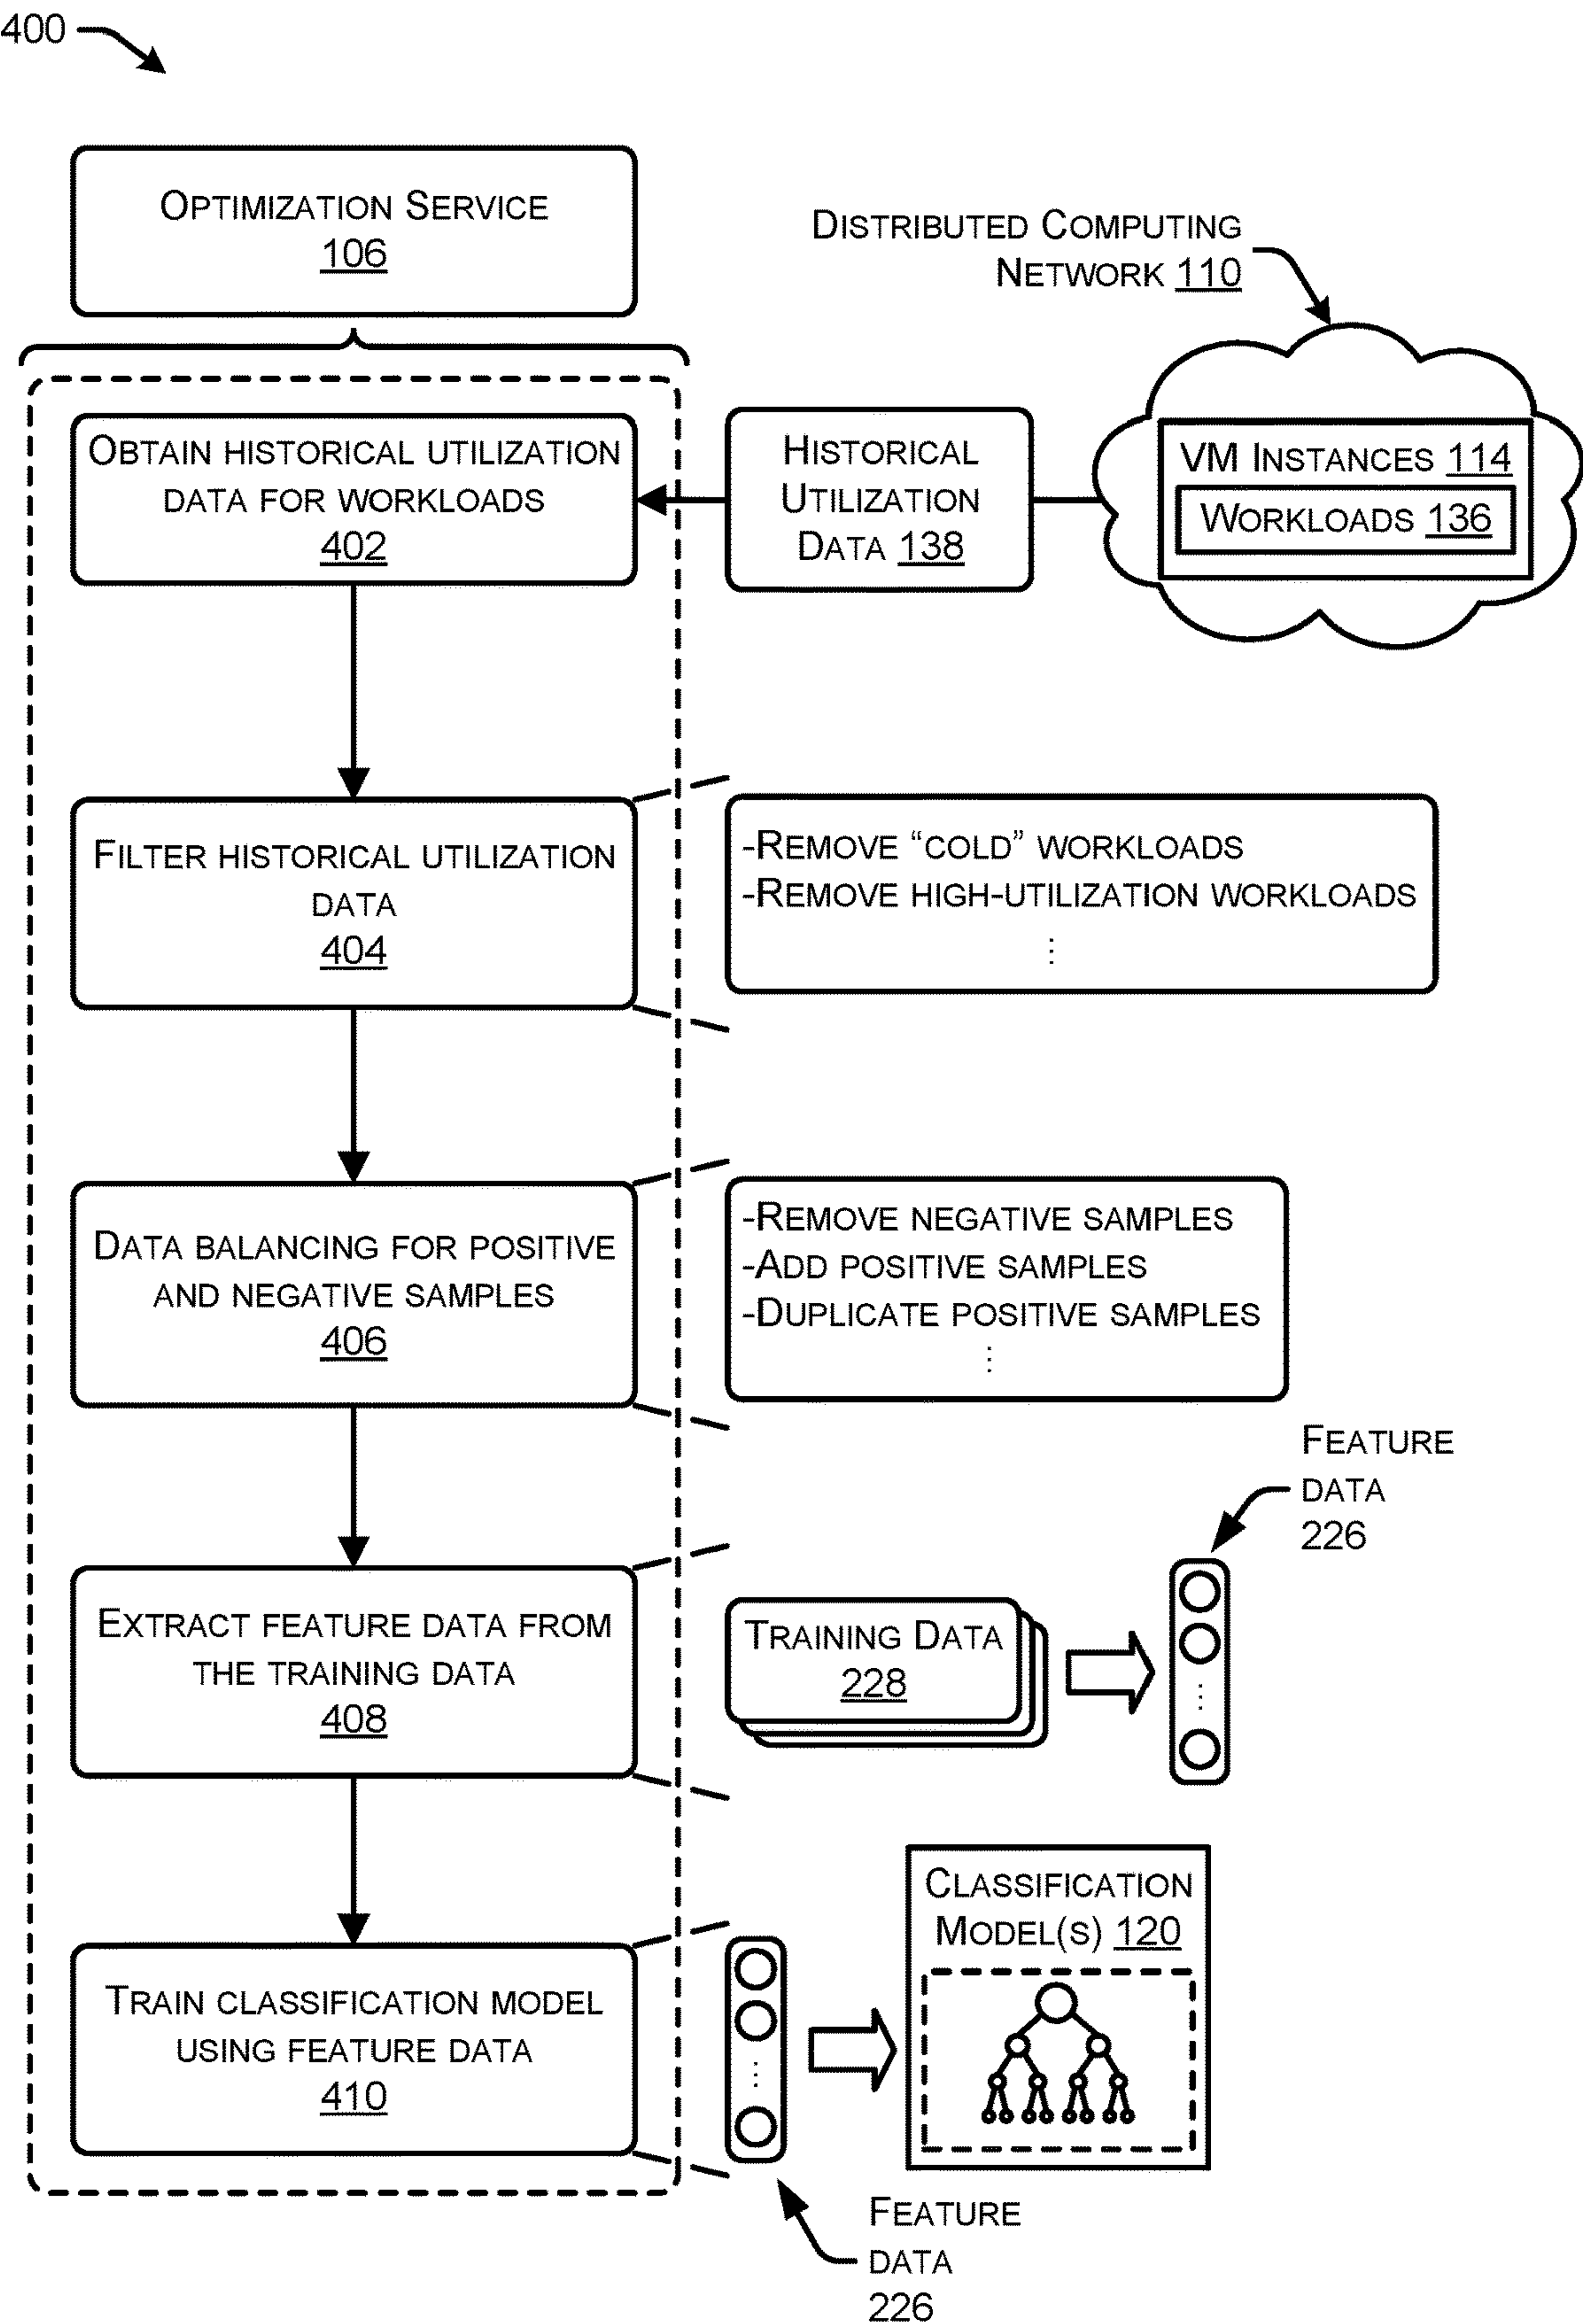 400
Optimization Service
106
Distributed Computing
Network 110
Obtain historical utilization
data for workloads
402
Historical
Utilization
Data 138
VM Instances 114
Workloads 136
Filter historical utilization
data
404
-Remove “cold” workloads
-Remove high-utilization workloads
⋮
Data balancing for positive
and negative samples
406
-Remove negative samples
-Add positive samples
-Duplicate positive samples
⋮
Feature
data
226
Extract feature data from
the training data
408
Training Data
228
Classification
Model(s) 120
Train classification model
using feature data
410
Feature
data
226